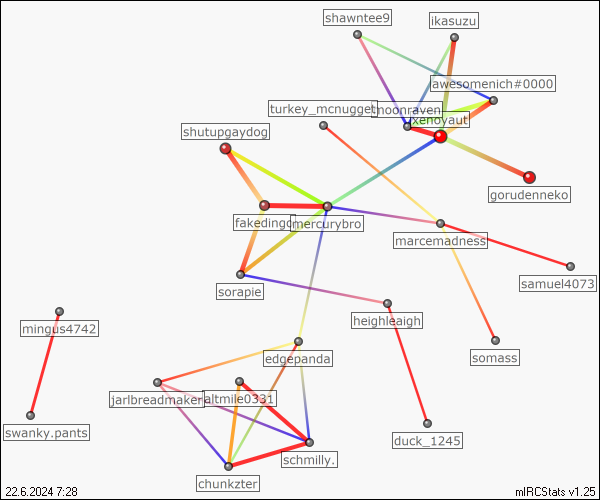 shawntee9
ikasuzu
awesomenich#0000
turkey_mcnugget
moonraven
xenoyaut
shutupgaydog
gorudenneko
fakedingo
mercurybro
marcemadness
samuel4073
sorapie
heighleaigh
mingus4742
edgepanda
somass
jarlbreadmaker
altmile0331
swanky.pants
duck_1245
schmilly.
chunkzter
22.6.2024 7:28
mIRCStats v1.25